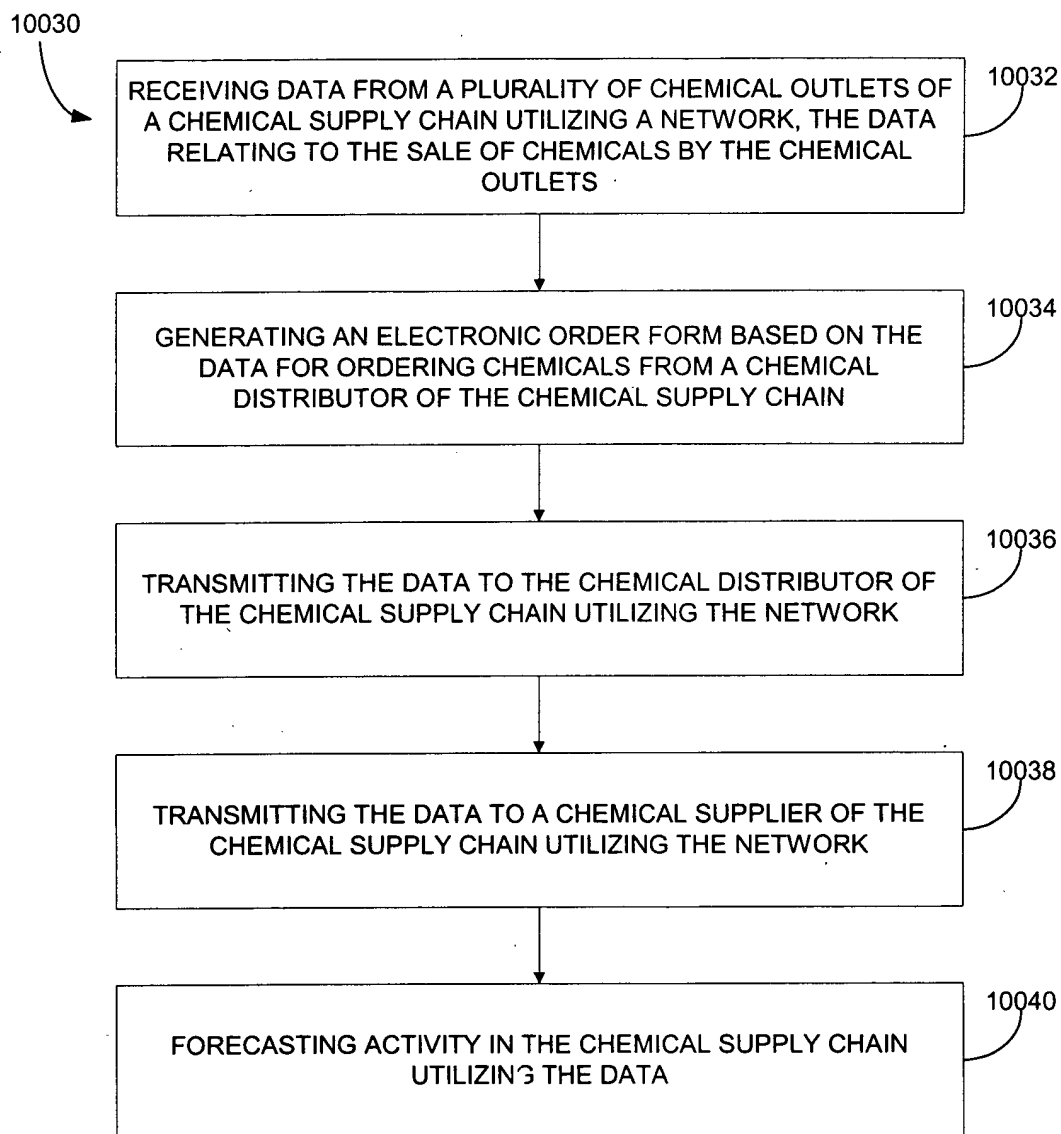 10030
10032
RECEIVING DATA FROM A PLURALITY OF CHEMICAL OUTLETS OF
A CHEMICAL SUPPLY CHAIN UTILIZING A NETWORK, THE DATA
RELATING TO THE SALE OF CHEMICALS BY THE CHEMICAL
OUTLETS
10034
GENERATING AN ELECTRONIC ORDER FORM BASED ON THE
DATA FOR ORDERING CHEMICALS FROM A CHEMICAL
DISTRIBUTOR OF THE CHEMICAL SUPPLY CHAIN
10036
TRANSMITTING THE DATA TO THE CHEMICAL DISTRIBUTOR OF
THE CHEMICAL SUPPLY CHAIN UTILIZING THE NETWORK
10038
TRANSMITTING THE DATA TO A CHEMICAL SUPPLIER OF THE
CHEMICAL SUPPLY CHAIN UTILIZING THE NETWORK
10040
FORECASTING ACTIVITY IN THE CHEMICAL SUPPLY CHAIN
UTILIZING THE DATA